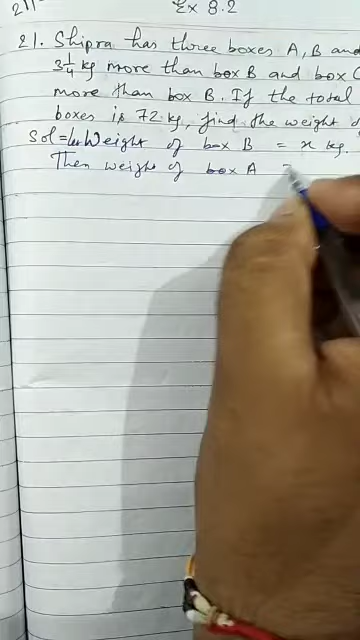 Ex 8.2
21. Shipra has three boxes A, B and
3 1/4 kg more than box B and box C
more than box B. If the total
boxes is 72 kg, find the weight o
Sol= let Weight of box B = x kg.
Then weight of box A =